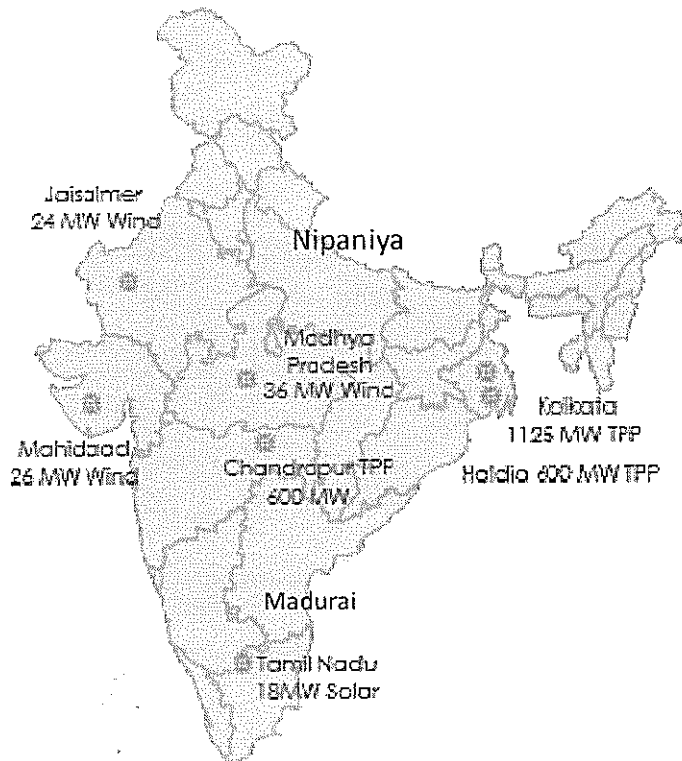 Jaisalmer
24 MW Wind
Nipaniya
Madhya
Pradesh
36 MW Wind
Kolkata
1125 MW TPP
Mahidad
26 MW Wind
Chandrapur TPP
600 MW
Haldia 600 MW TPP
Madurai
Tamil Nadu
18MW Solar